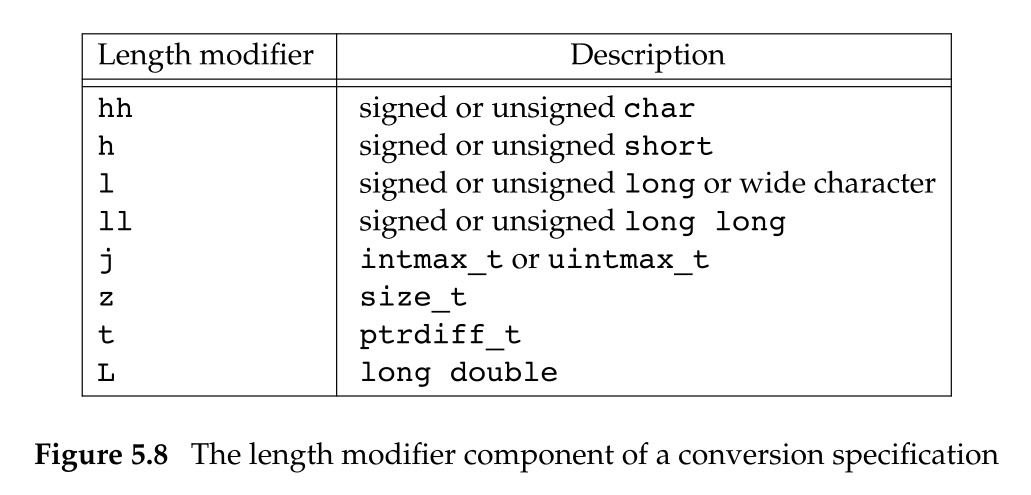 Length modifier Description
hh signed or unsigned char
h signed or unsigned short
l signed or unsigned long or wide character
ll signed or unsigned long long
j intmax_t or uintmax_t
z size_t
t ptrdiff_t
L long double
Figure 5.8 The length modifier component of a conversion specification